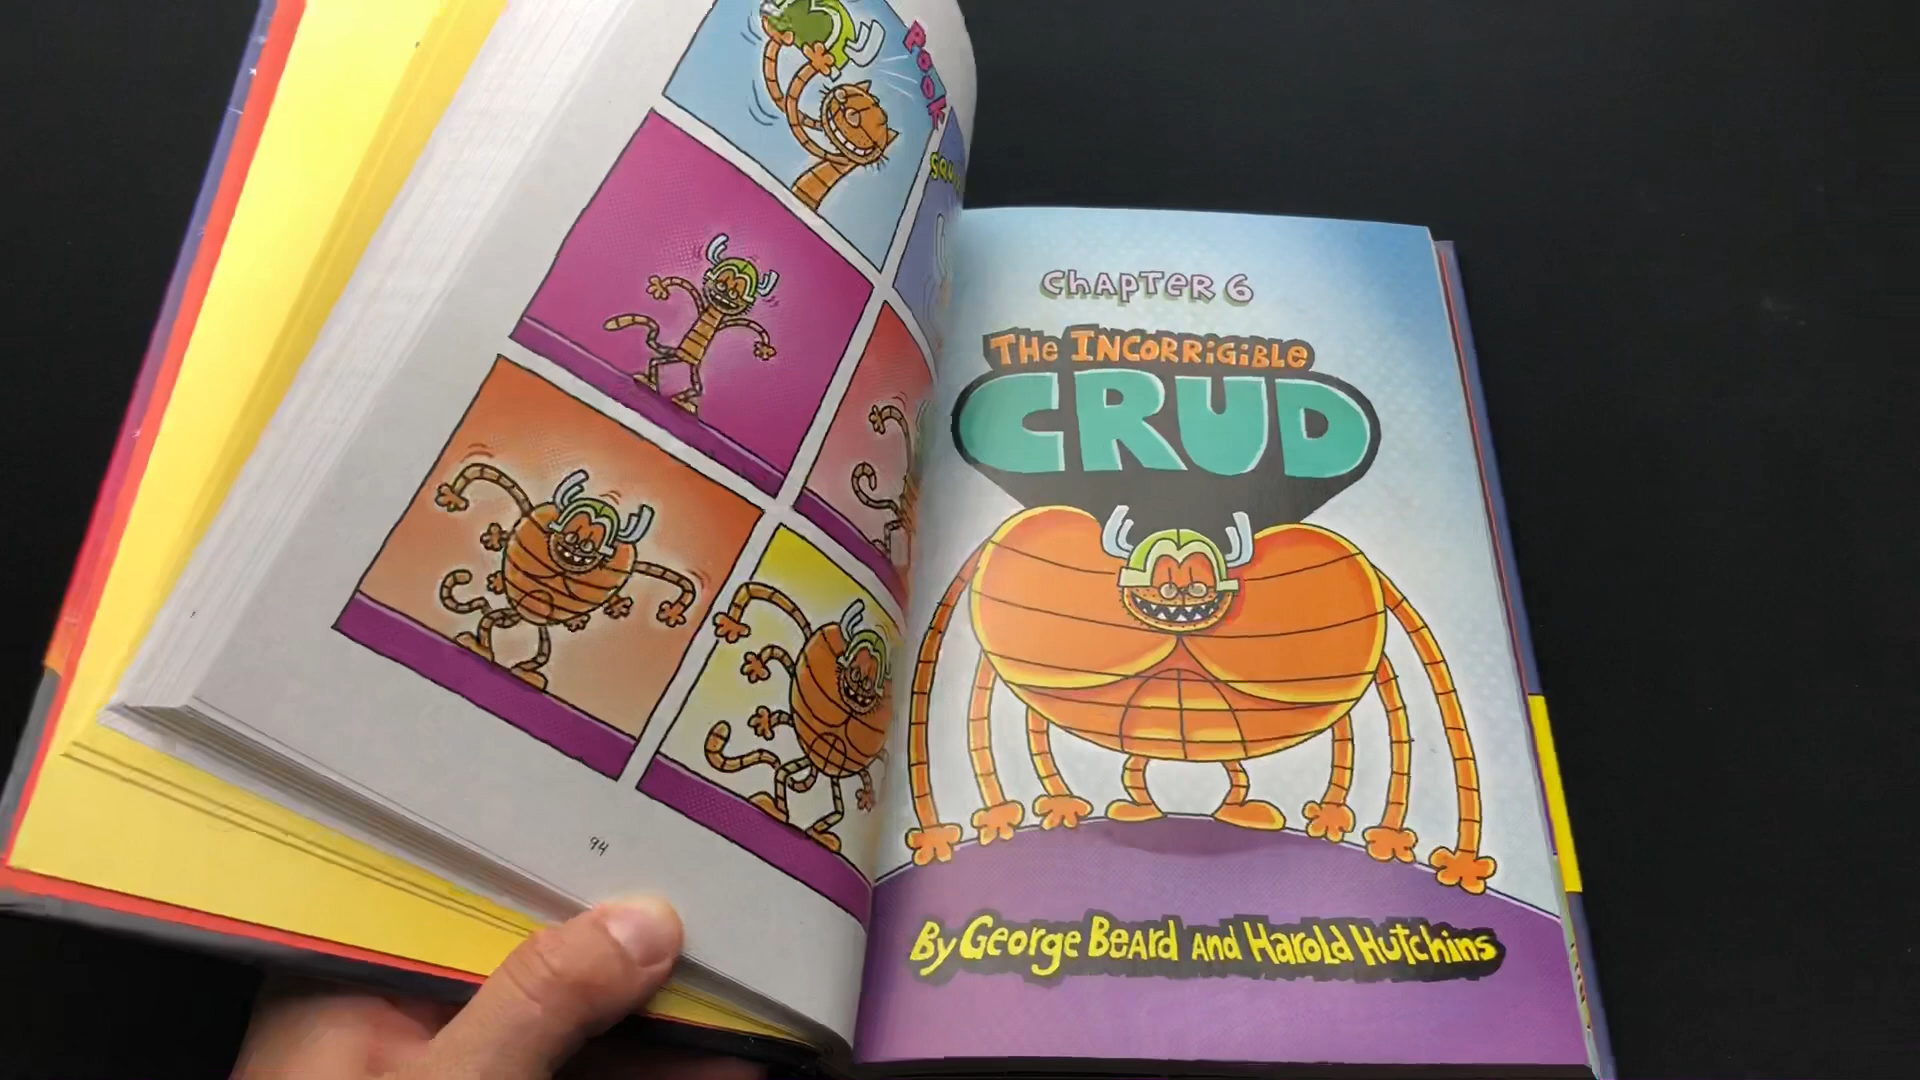 POOK
94
Chapter 6
The Incorrigible
CRUD
By George Beard and Harold Hutchins